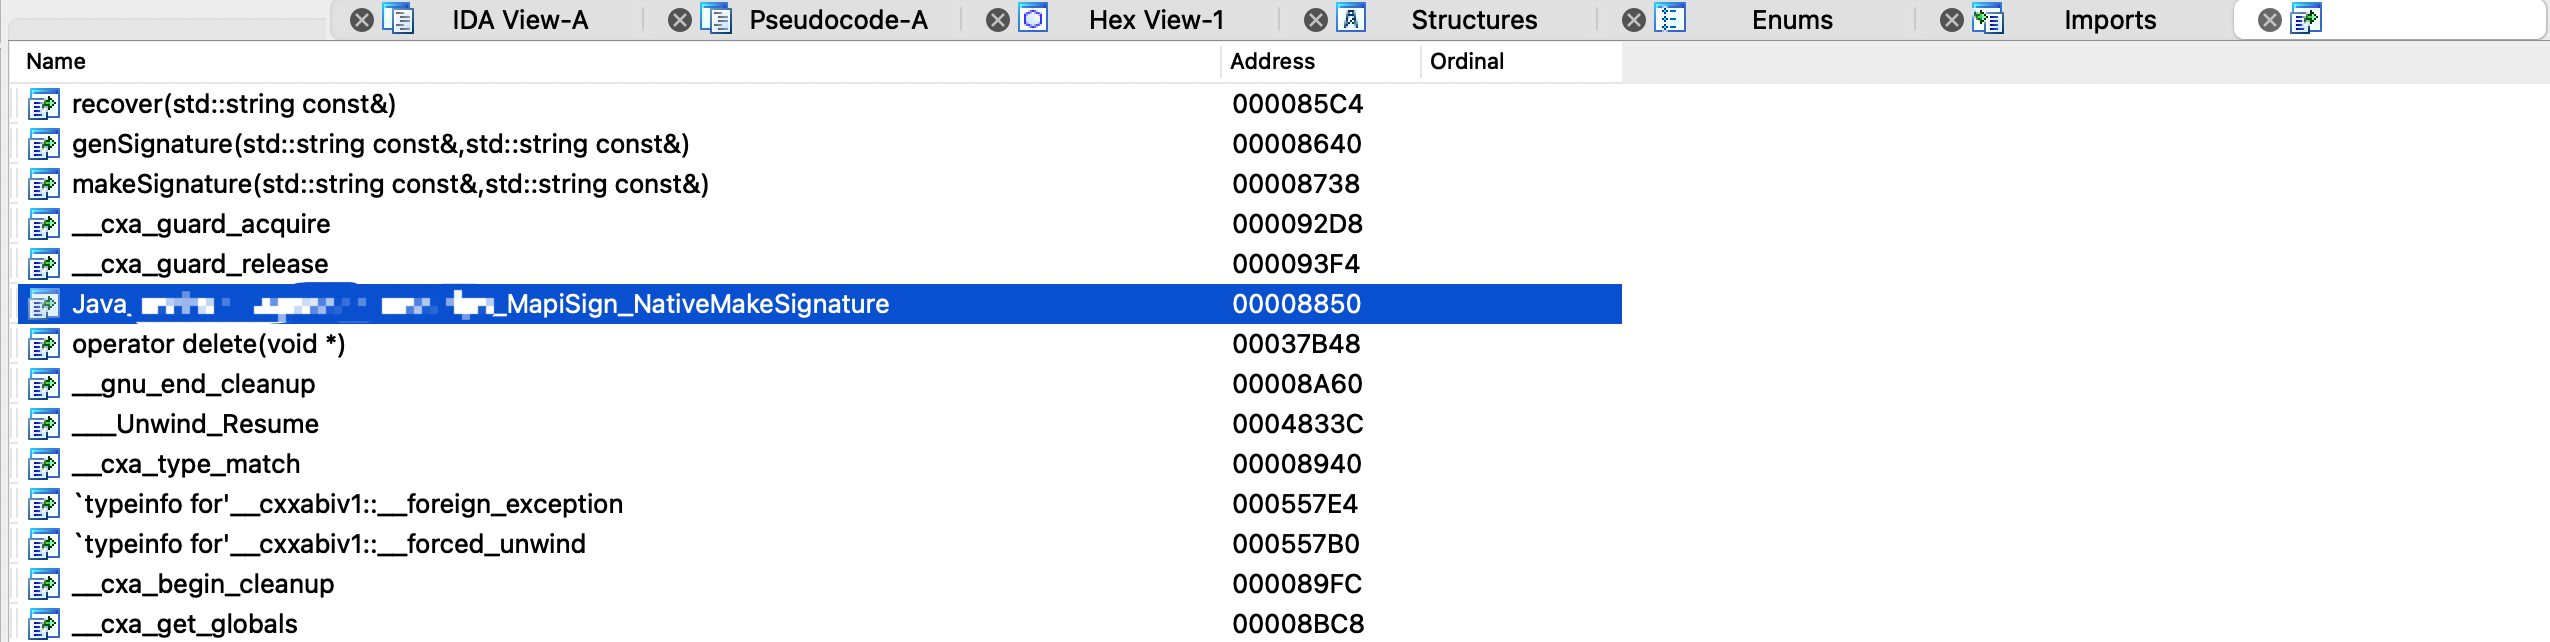 IDA View-A Pseudocode-A Hex View-1 Structures Enums Imports
Name Address Ordinal
recover(std::string const&) 000085C4
genSignature(std::string const&,std::string const&) 00008640
makeSignature(std::string const&,std::string const&) 00008738
__cxa_guard_acquire 000092D8
__cxa_guard_release 000093F4
Java_ _MapiSign_NativeMakeSignature 00008850
operator delete(void *) 00037B48
__gnu_end_cleanup 00008A60
___Unwind_Resume 0004833C
__cxa_type_match 00008940
`typeinfo for'__cxxabiv1::__foreign_exception 000557E4
`typeinfo for'__cxxabiv1::__forced_unwind 000557B0
__cxa_begin_cleanup 000089FC
__cxa_get_globals 00008BC8